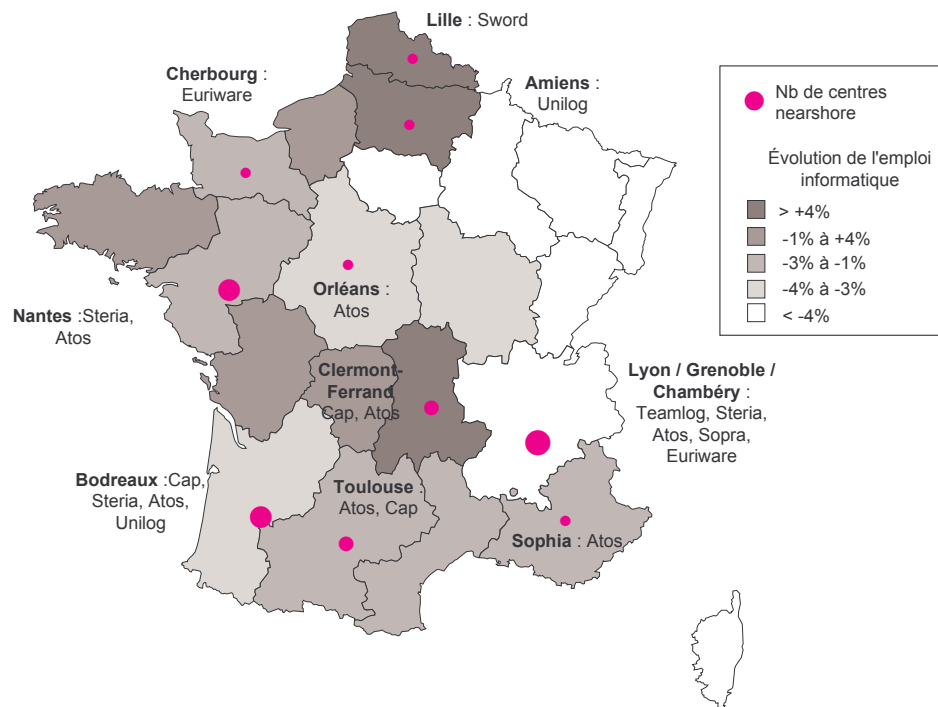 Lille : Sword
Cherbourg :
Euriware
Amiens :
Unilog
Nb de centres
nearshore
Évolution de l'emploi
informatique
> +4%
-1% à +4%
-3% à -1%
-4% à -3%
< -4%
Orléans :
Atos
Nantes :Steria,
Atos
Clermont-
Ferrand
Cap, Atos
Lyon / Grenoble /
Chambéry :
Teamlog, Steria,
Atos, Sopra,
Euriware
Bodreaux :Cap,
Steria, Atos,
Unilog
Toulouse :
Atos, Cap
Sophia : Atos